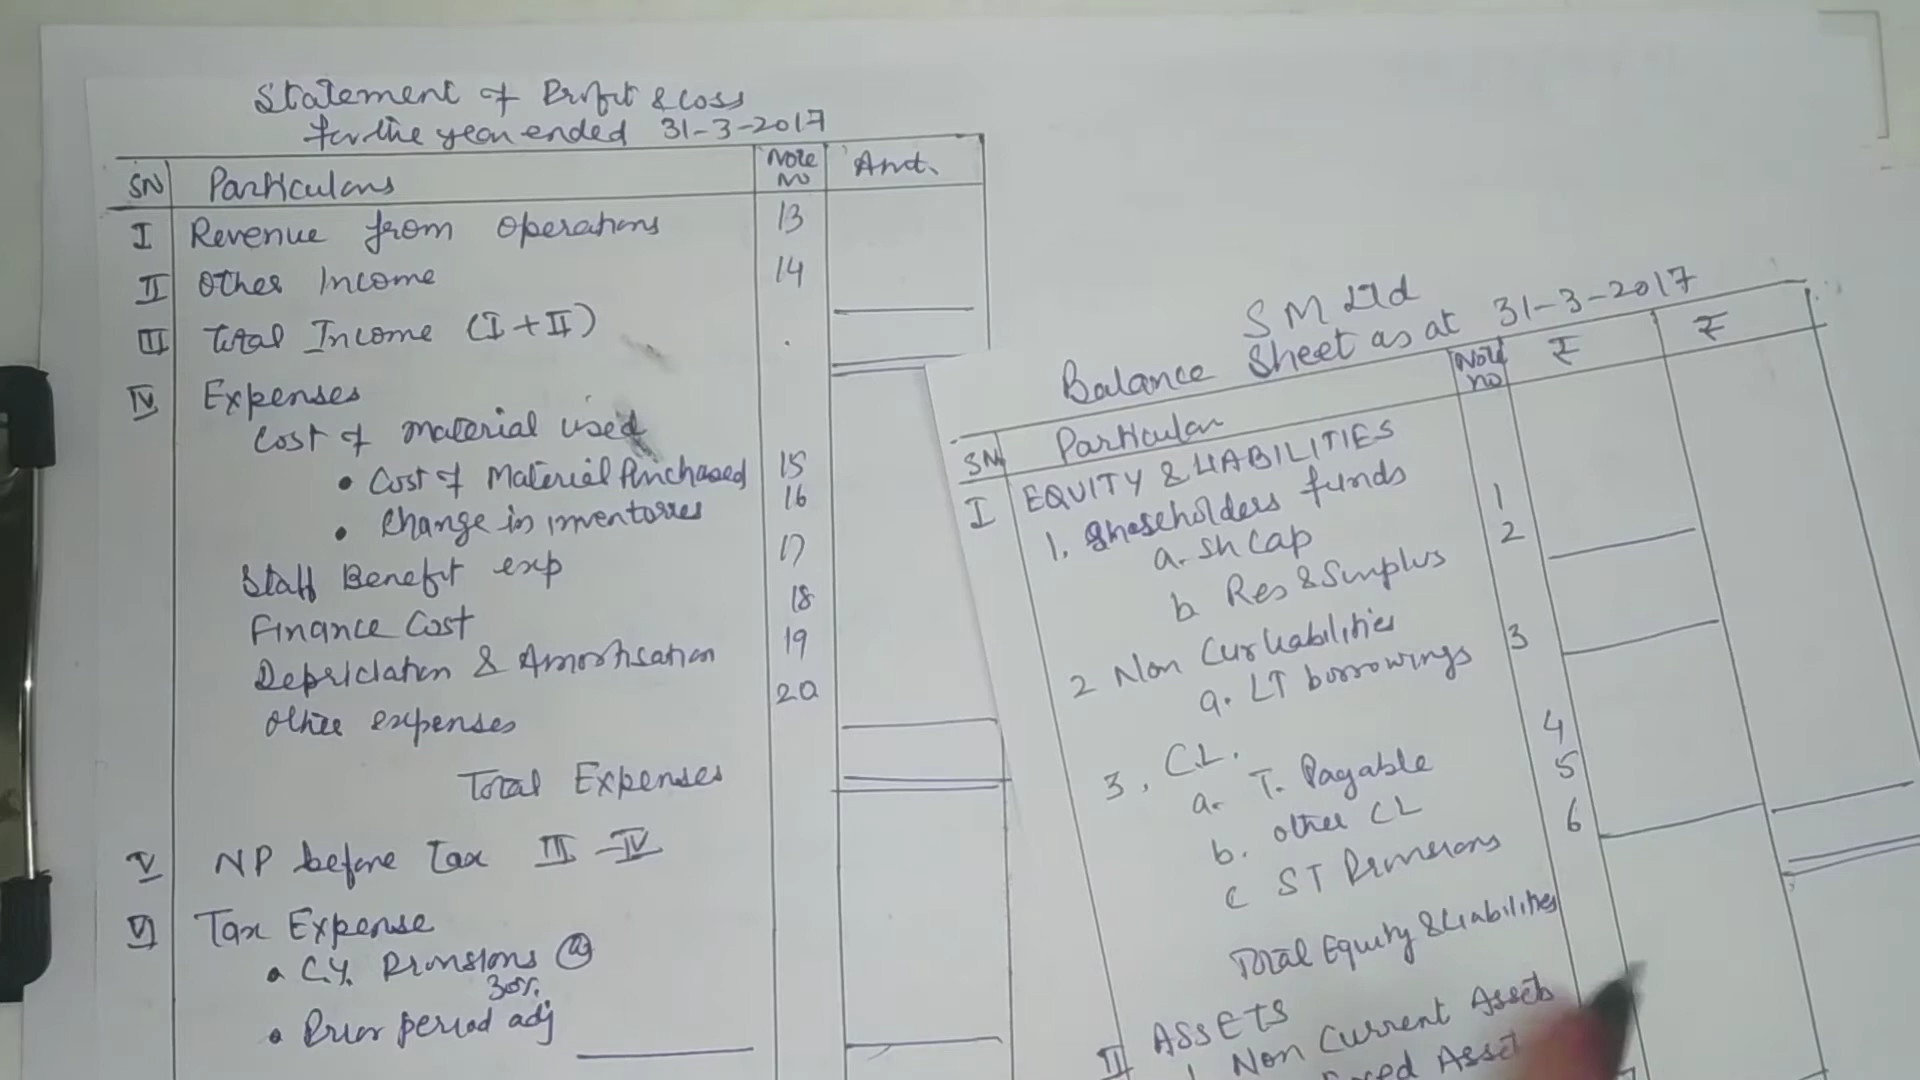 Statement of Profit & Loss
for the year ended 31-3-2017
SN Particulars Note No Amt.
I Revenue from Operations 13
II Other Income 14
III Total Income (I + II)
IV Expenses
Cost of material used
• Cost of Material Purchased 15
• Change in inventories 16
Staff Benefit exp 17
Finance Cost 18
Depriciation & Amortisation 19
Other expenses 20
Total Expenses
V NP before Tax III - IV
VI Tax Expense
• C.Y. Provisions @
30%
• Prior period adj
SM Ltd
Balance Sheet as at 31-3-2017
SN Particular Note no ₹ ₹
I EQUITY & LIABILITIES
1. Shareholders funds
a. Sh Cap 1
b Res & Surplus 2
2 Non Cur Liabilities
a. LT borrowings 3
3, C.L.
a. T. Payable 4
b. other CL 5
c ST Provisions 6
Total Equity & Liabilities
II ASSETS
1 Non Current Assets
Asset